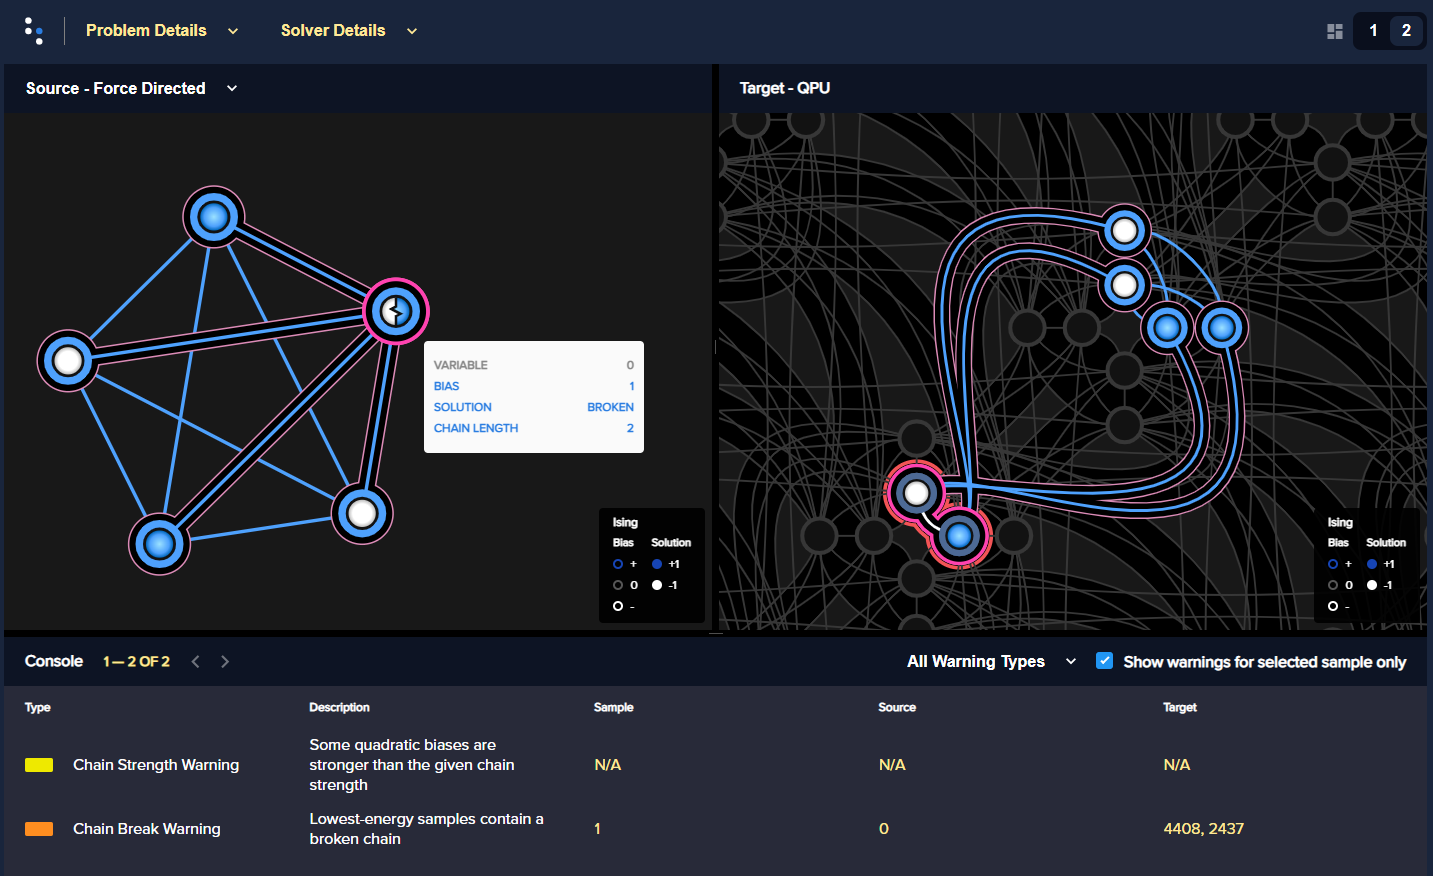 Problem Details
Solver Details
1 2
Source - Force Directed
Target - QPU
VARIABLE 0
BIAS 1
SOLUTION BROKEN
CHAIN LENGTH 2
Ising
Bias Solution
+ +1
0 -1
-
Ising
Bias Solution
+ +1
0 -1
-
Console 1 — 2 OF 2
All Warning Types
Show warnings for selected sample only
Type Description Sample Source Target
Chain Strength Warning
Some quadratic biases are
stronger than the given chain
strength
N/A N/A N/A
Chain Break Warning
Lowest-energy samples contain a
broken chain
1 0 4408, 2437